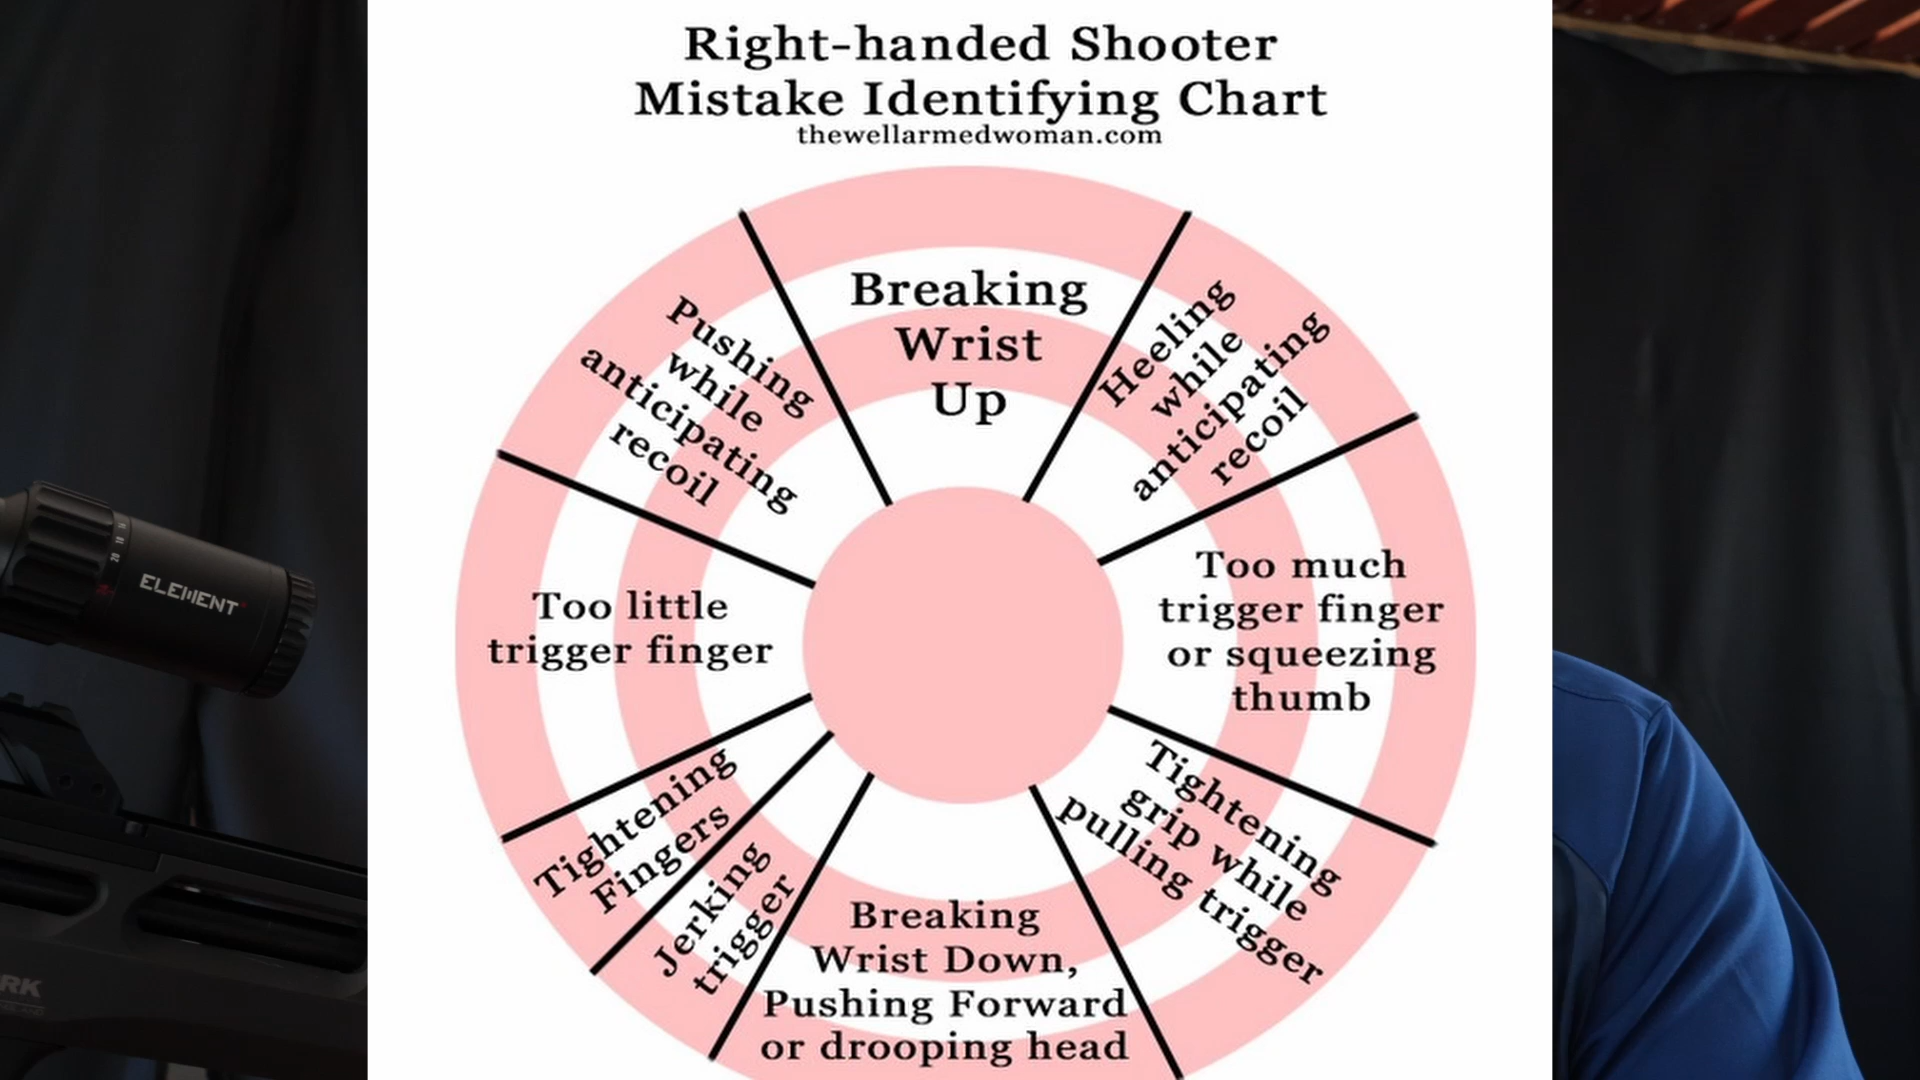 Right-handed Shooter
Mistake Identifying Chart
thewellarmedwoman.com
Breaking
Wrist
Up
Heeling
while
anticipating
recoil
Too much
trigger finger
or squeezing
thumb
Tightening
grip while
pulling trigger
Breaking
Wrist Down,
Pushing Forward
or drooping head
Jerking
trigger
Tightening
Fingers
Too little
trigger finger
Pushing
while
anticipating
recoil
ELEMENT
RK